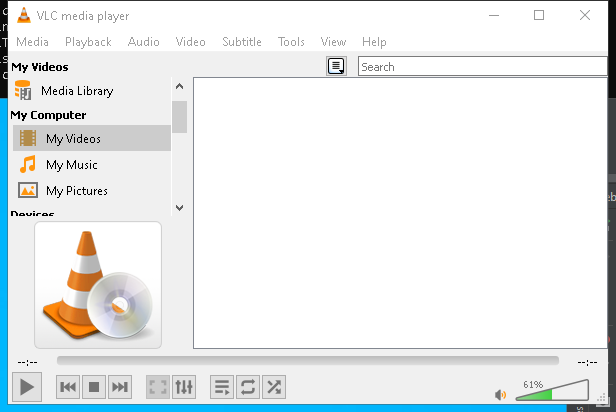 VLC media player
Media Playback Audio Video Subtitle Tools View Help
My Videos
Search
Media Library
My Computer
My Videos
My Music
My Pictures
Devices
--:-- --:--
61%